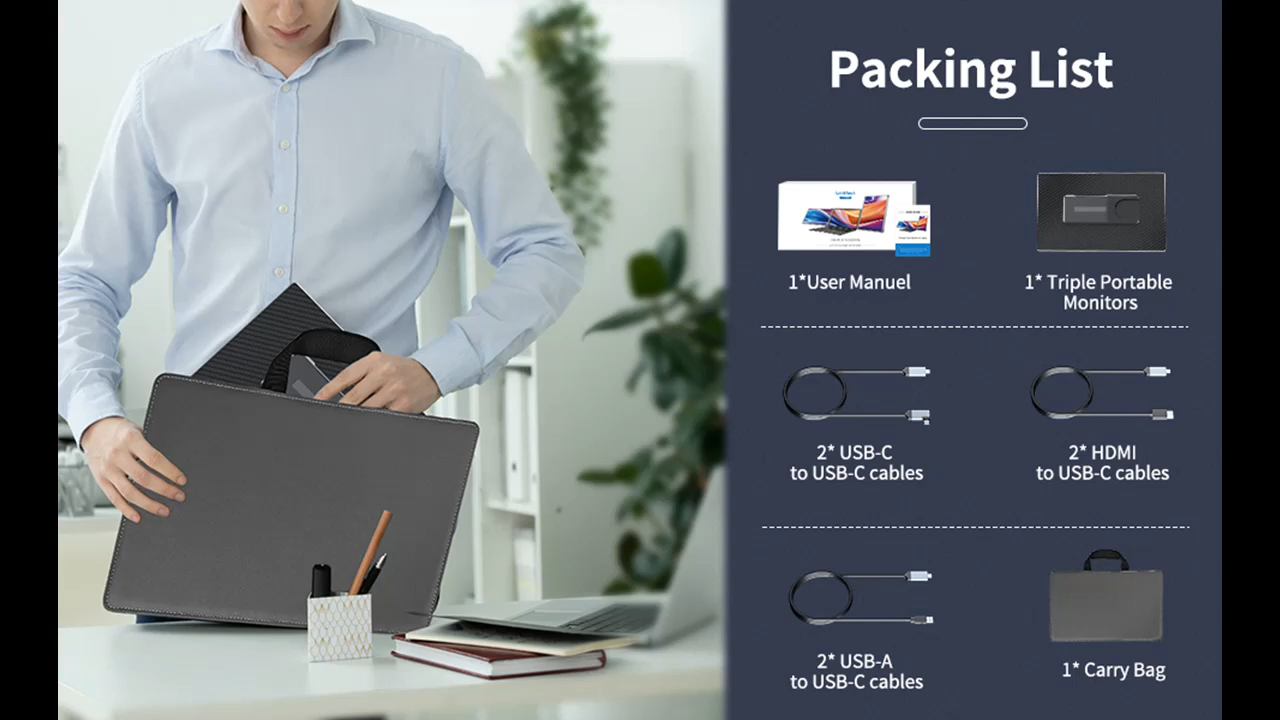 Packing List
1*User Manuel
1* Triple Portable
Monitors
2* USB-C
to USB-C cables
2* HDMI
to USB-C cables
2* USB-A
to USB-C cables
1* Carry Bag